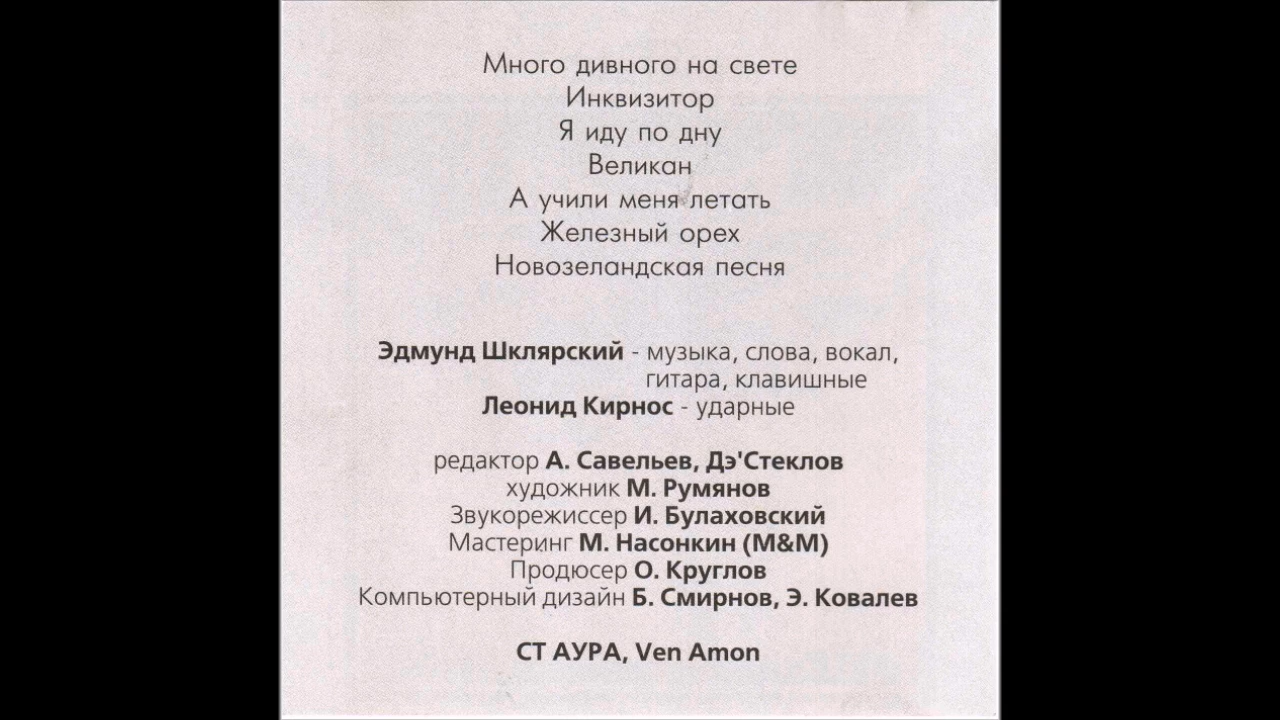 Много дивного на свете
Инквизитор
Я иду по дну
Великан
А учили меня летать
Железный орех
Новозеландская песня
Эдмунд Шклярский - музыка, слова, вокал,
гитара, клавишные
Леонид Кирнос - ударные
редактор А. Савельев, Дэ'Стеклов
художник М. Румянов
Звукорежиссер И. Булаховский
Мастеринг М. Насонкин (M&M)
Продюсер О. Круглов
Компьютерный дизайн Б. Смирнов, Э. Ковалев
СТ АУРА, Ven Amon